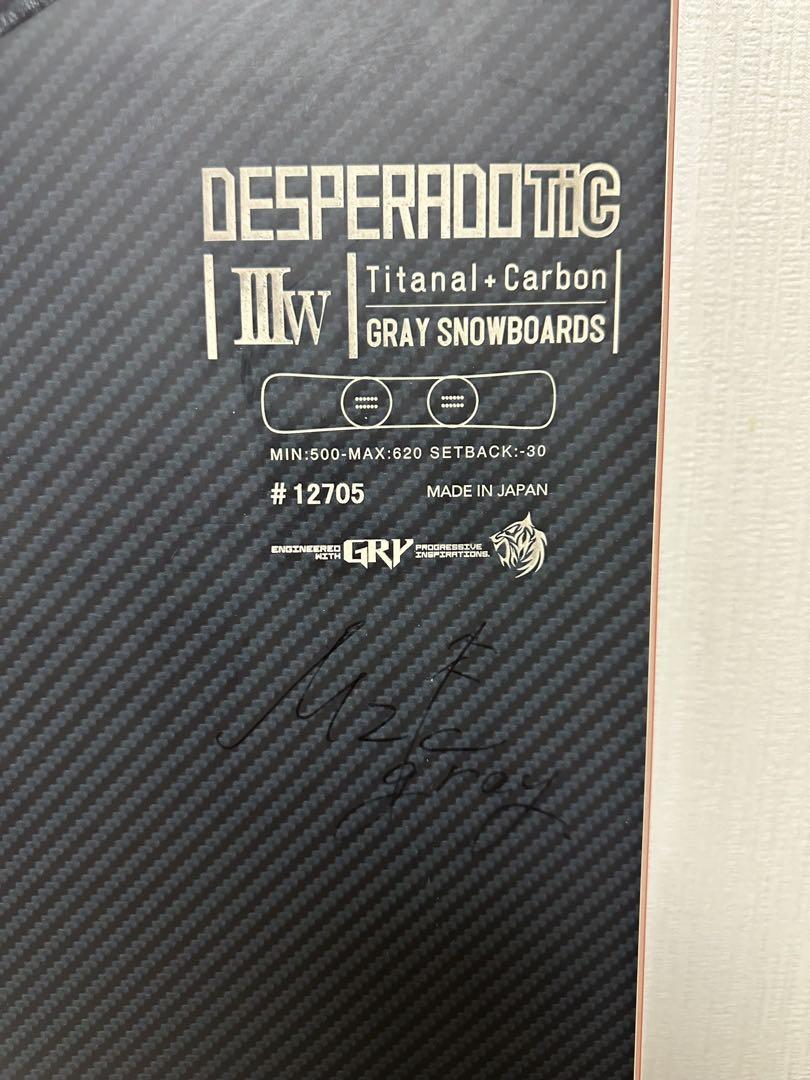 DESPERADOTiC
IIIW
Titanal+Carbon
GRAY SNOWBOARDS
MIN:500-MAX:620 SETBACK:-30
#12705
MADE IN JAPAN
ENGINEERED WITH GRY PROGRESSIVE INSPIRATIONS.
gray